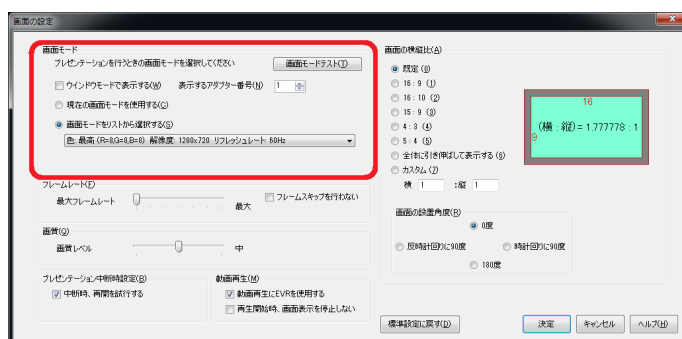 画面の設定
画面モード
プレゼンテーションを行うときの画面モードを選択してください
画面モードテスト(T)
ウインドウモードで表示する(W)
表示するアダプター番号(N)
1
現在の画面モードを使用する(C)
画面モードをリストから選択する(S)
色: 最高 (R=8,G=8,B=8) 解像度: 1280x720 リフレッシュレート: 60Hz
フレームレート(F)
最大フレームレート
最大
フレームスキップを行わない
画質(Q)
画質レベル
中
プレゼンテーション中断時設定(B)
中断時、再開を試行する
動画再生(M)
動画再生にEVRを使用する
再生開始時、画面表示を停止しない
画面の横縦比(A)
既定 (0)
16 : 9 (1)
16 : 10 (2)
15 : 9 (3)
4 : 3 (4)
5 : 4 (5)
全体に引き伸ばして表示する (6)
カスタム (7)
横 1 :縦 1
16
9
(横 : 縦) = 1.777778 : 1
画面の設置角度(R)
0度
反時計回りに90度
時計回りに90度
180度
標準設定に戻す(D)
決定
キャンセル
ヘルプ(H)